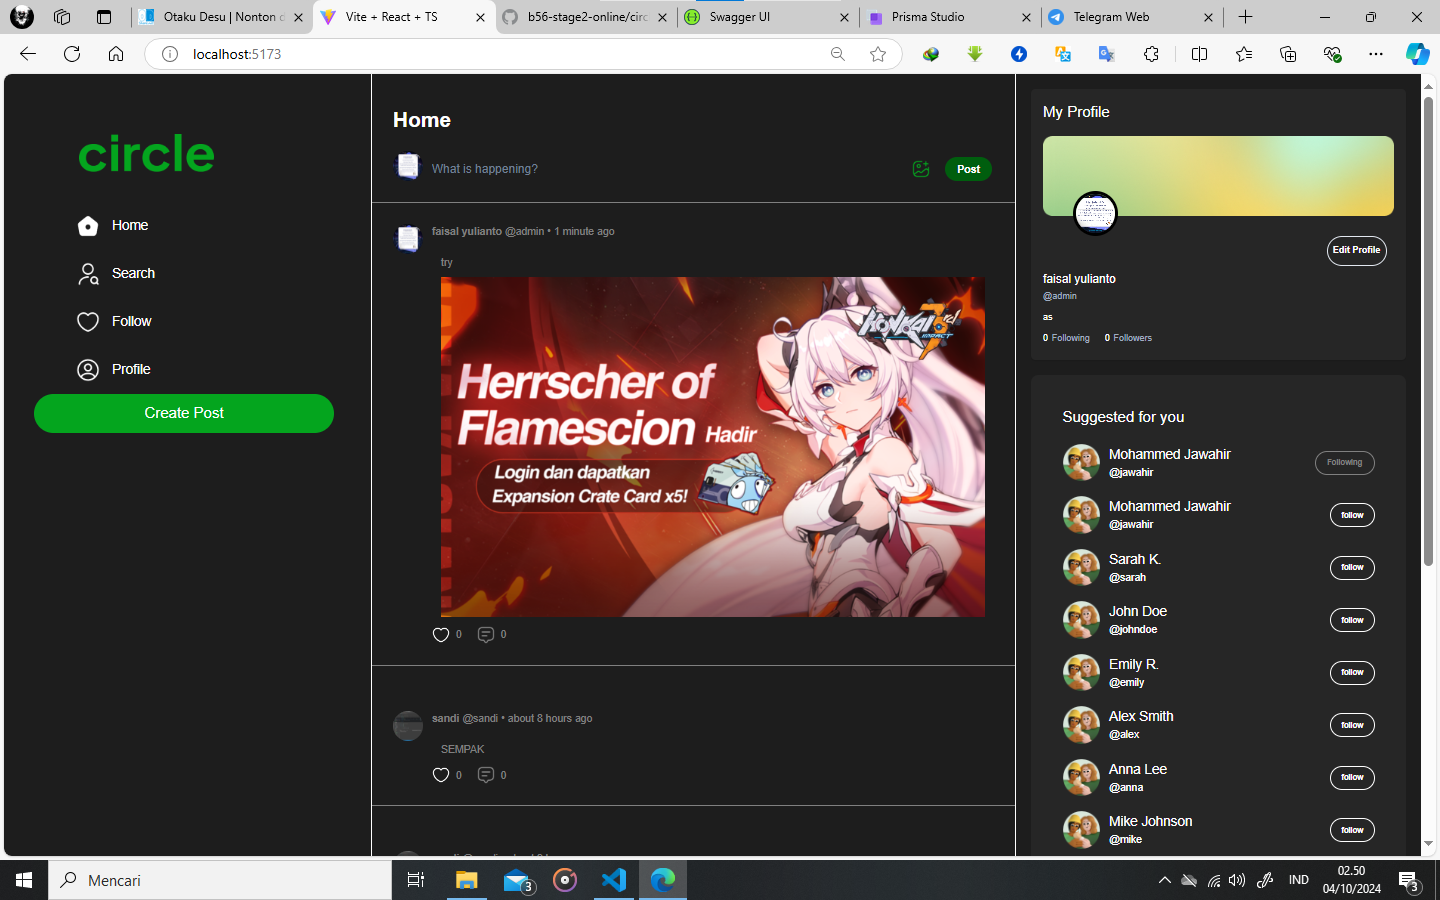 Otaku Desu | Nonton d
Vite + React + TS
b56-stage2-online/circ
Swagger UI
Prisma Studio
Telegram Web
localhost:5173
circle
Home
Search
Follow
Profile
Create Post
Home
What is happening?
Post
faisal yulianto @admin • 1 minute ago
try
HONKAI 3rd
IMPACT
Herrscher of
Flamescion Hadir
Login dan dapatkan
Expansion Crate Card x5!
0 0
sandi @sandi • about 8 hours ago
SEMPAK
0 0
My Profile
Edit Profile
faisal yulianto
@admin
as
0 Following 0 Followers
Suggested for you
Mohammed Jawahir
@jawahir
Following
Mohammed Jawahir
@jawahir
follow
Sarah K.
@sarah
follow
John Doe
@johndoe
follow
Emily R.
@emily
follow
Alex Smith
@alex
follow
Anna Lee
@anna
follow
Mike Johnson
@mike
follow
Mencari
3
IND
02.50
04/10/2024
3